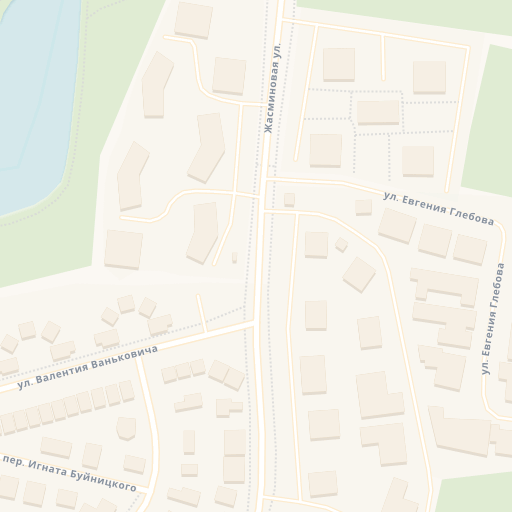 Жасминовая ул.
ул. Евгения Глебова
ул. Евгения Глебова
ул. Валентия Ваньковича
пер. Игната Буйницкого